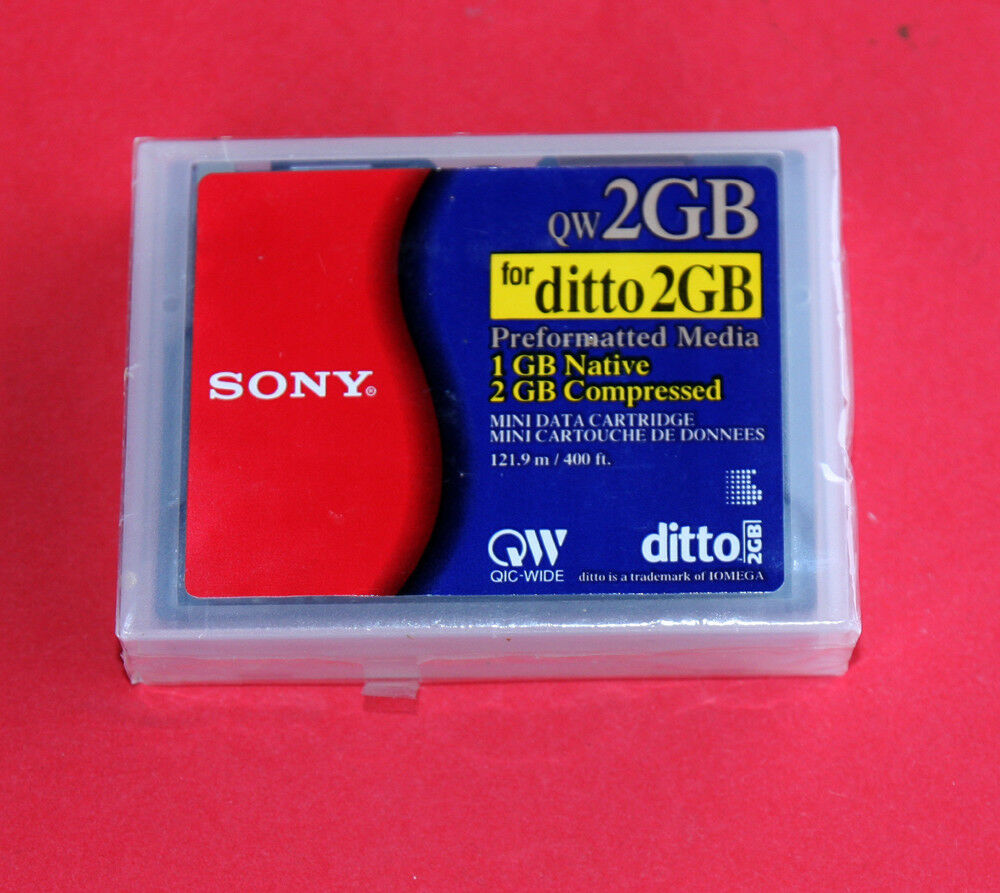 SONY®
QW 2GB
for ditto 2GB
Preformatted Media
1 GB Native
2 GB Compressed
MINI DATA CARTRIDGE
MINI CARTOUCHE DE DONNEES
121.9 m / 400 ft.
QW
QIC-WIDE
ditto 2GB
ditto is a trademark of IOMEGA